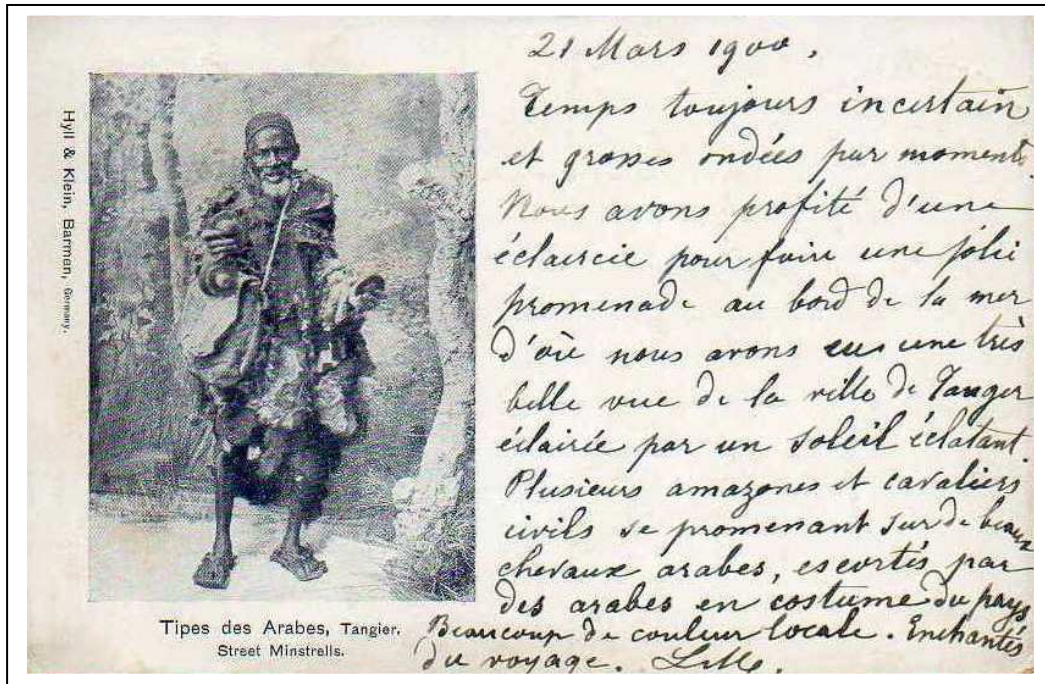 Hyll & Klein, Barmen, Germany.
Tipes des Arabes, Tangier.
Street Minstrells.
21 Mars 1900.
Temps toujours incertain
et grosses ondées par moments.
Nous avons profité d'une
éclaircie pour faire une jolie
promenade au bord de la mer
d'où nous avons eu une très
belle vue de la ville de Tanger
éclairée par un soleil éclatant.
Plusieurs amazones et cavaliers
civils se promenant sur de beaux
chevaux arabes, escortés par
des arabes en costume du pays
Beaucoup de couleur locale. Enchantés
du voyage.